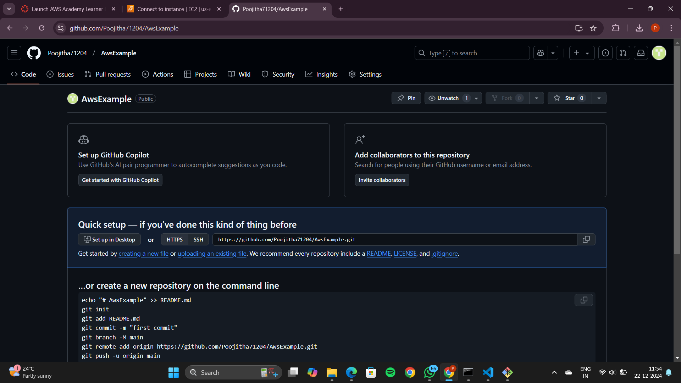 Launch AWS Academy Learner
Connect to instance | EC2 | us-e
Poojitha71204/AwsExample
github.com/Poojitha71204/AwsExample
Poojitha71204 / AwsExample
Type / to search
Code Issues Pull requests Actions Projects Wiki Security Insights Settings
AwsExample Public
Pin Unwatch 1 Fork 0 Star 0
Set up GitHub Copilot
Use GitHub's AI pair programmer to autocomplete suggestions as you code.
Get started with GitHub Copilot
Add collaborators to this repository
Search for people using their GitHub username or email address.
Invite collaborators
Quick setup — if you've done this kind of thing before
Set up in Desktop or HTTPS SSH https://github.com/Poojitha71204/AwsExample.git
Get started by creating a new file or uploading an existing file. We recommend every repository include a README, LICENSE, and .gitignore.
...or create a new repository on the command line
echo "# AwsExample" >> README.md
git init
git add README.md
git commit -m "first commit"
git branch -M main
git remote add origin https://github.com/Poojitha71204/AwsExample.git
git push -u origin main
24°C
Partly sunny
Search
ENG
IN
11:54
22-12-2024